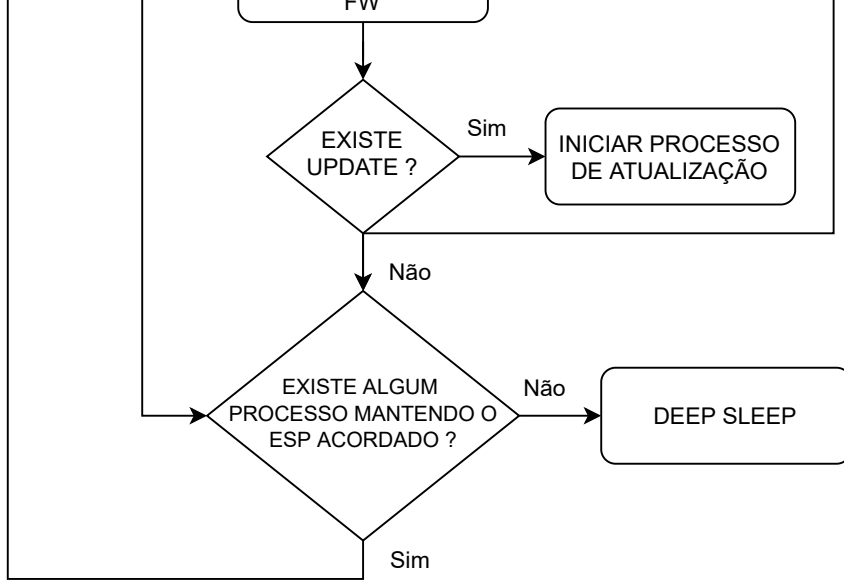 FW
EXISTE
UPDATE ?
Sim
INICIAR PROCESSO
DE ATUALIZAÇÃO
Não
EXISTE ALGUM
PROCESSO MANTENDO O
ESP ACORDADO ?
Não
DEEP SLEEP
Sim